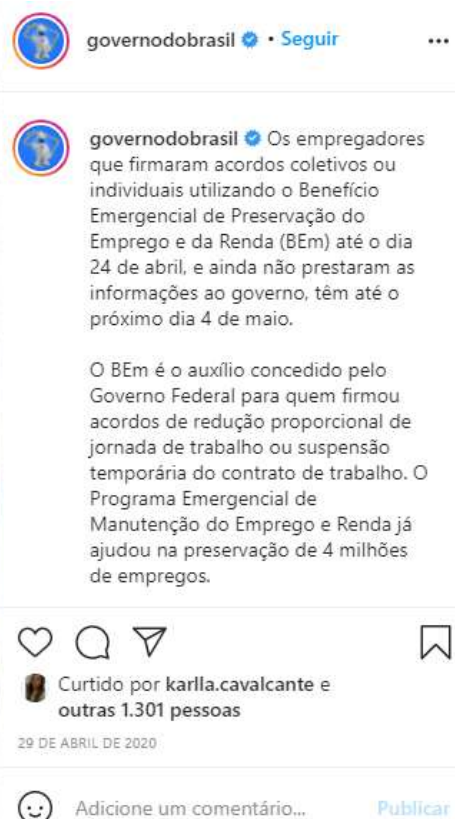 governodobrasil • Seguir
governodobrasil Os empregadores
que firmaram acordos coletivos ou
individuais utilizando o Benefício
Emergencial de Preservação do
Emprego e da Renda (BEm) até o dia
24 de abril, e ainda não prestaram as
informações ao governo, têm até o
próximo dia 4 de maio.
O BEm é o auxílio concedido pelo
Governo Federal para quem firmou
acordos de redução proporcional de
jornada de trabalho ou suspensão
temporária do contrato de trabalho. O
Programa Emergencial de
Manutenção do Emprego e Renda já
ajudou na preservação de 4 milhões
de empregos.
Curtido por karlla.cavalcante e
outras 1.301 pessoas
29 DE ABRIL DE 2020
Adicione um comentário... Publicar